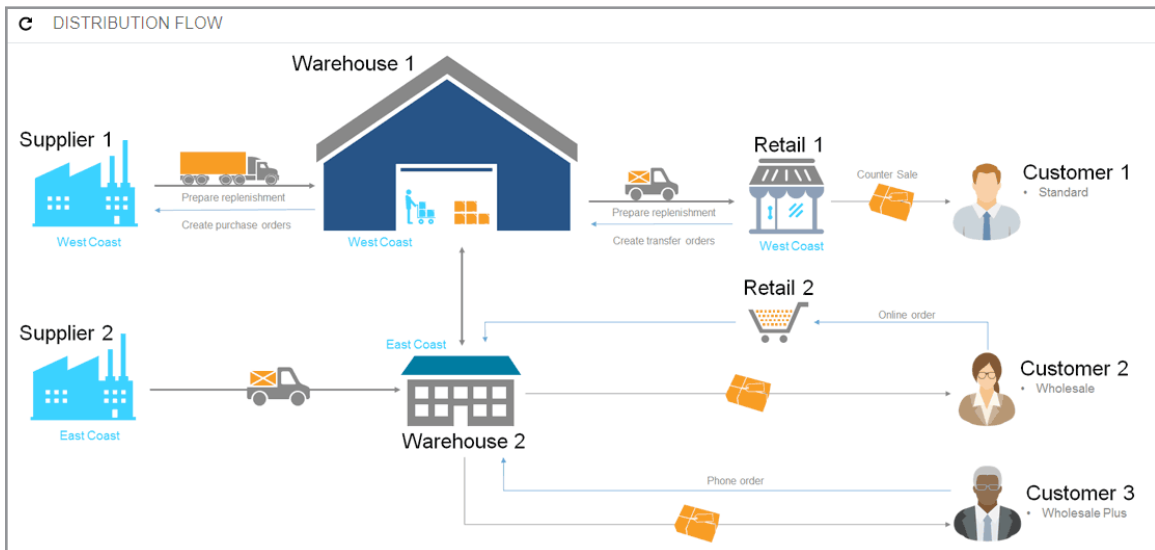 DISTRIBUTION FLOW
Warehouse 1
Supplier 1
Retail 1
Counter Sale
Customer 1
• Standard
Prepare replenishment
Create purchase orders
Prepare replenishment
Create transfer orders
West Coast
West Coast
West Coast
Retail 2
Online order
Supplier 2
East Coast
Customer 2
• Wholesale
East Coast
Warehouse 2
Phone order
Customer 3
• Wholesale Plus